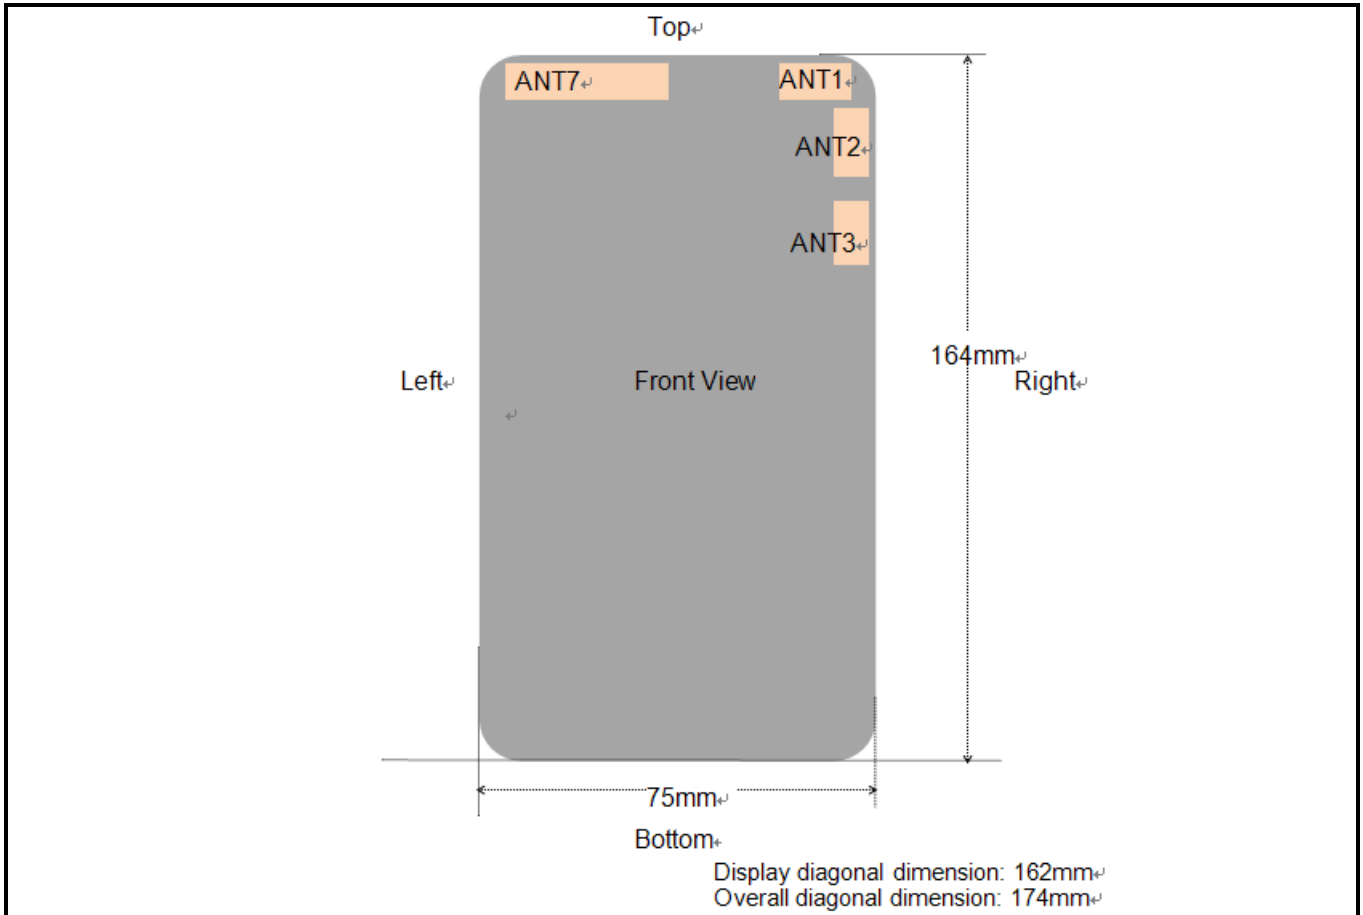 Top
ANT7
ANT1
ANT2
ANT3
164mm
Left
Front View
Right
75mm
Bottom
Display diagonal dimension: 162mm
Overall diagonal dimension: 174mm